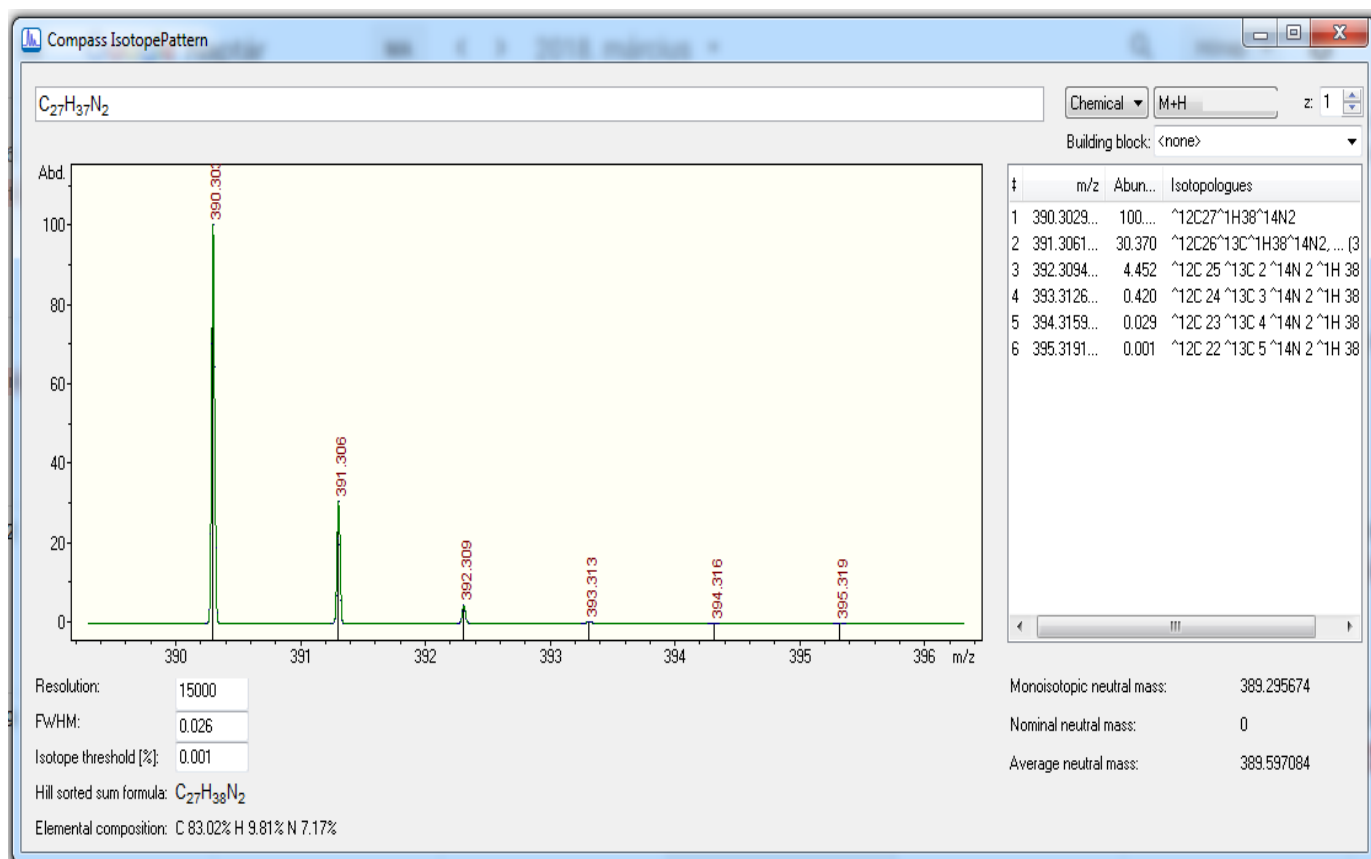 Compass IsotopePattern
2018. március
C27H37N2
Chemical M+H z: 1
Building block: <none>
Abd.
100
80
60
40
20
0
391.306
392.309
393.313
394.316
395.319
390 391 392 393 394 395 396 m/z
‡ m/z Abun... Isotopologues
1 390.3029... 100.... ^12C27^1H38^14N2
2 391.3061... 30.370 ^12C26^13C^1H38^14N2, ... (3
3 392.3094... 4.452 ^12C 25 ^13C 2 ^14N 2 ^1H 38
4 393.3126... 0.420 ^12C 24 ^13C 3 ^14N 2 ^1H 38
5 394.3159... 0.029 ^12C 23 ^13C 4 ^14N 2 ^1H 38
6 395.3191... 0.001 ^12C 22 ^13C 5 ^14N 2 ^1H 38
Resolution: 15000
FWHM: 0.026
Isotope threshold [%]: 0.001
Hill sorted sum formula: C27H38N2
Elemental composition: C 83.02% H 9.81% N 7.17%
Monoisotopic neutral mass: 389.295674
Nominal neutral mass: 0
Average neutral mass: 389.597084